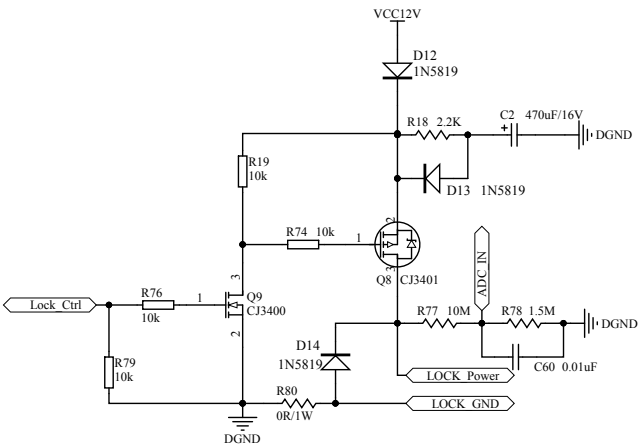 VCC12V
D12
1N5819
R18 2.2K
C2 470uF/16V
+
DGND
R19
10k
D13 1N5819
2
R74 10k
1
3
Q8 CJ3401
ADC_IN
R76
10k
3
1
Q9
CJ3400
2
Lock_Ctrl
R77 10M
R78 1.5M
DGND
D14
1N5819
C60 0.01uF
R79
10k
LOCK_Power
R80
0R/1W
LOCK_GND
DGND